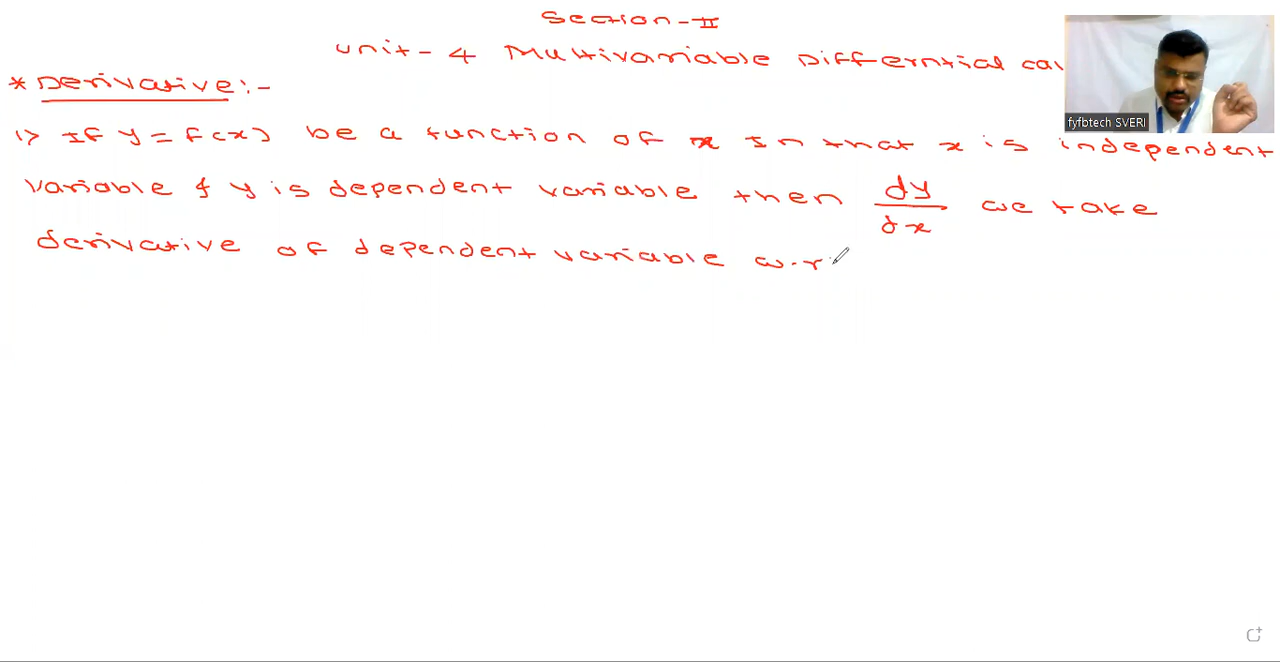 Section-II
Unit-4 Multivariable Differntial cal
* Derivative:-
1> If y = f(x) be a function of x In that x is independent
variable & y is dependent variable then dy/dx we take
derivative of dependent variable w.r.
fyfbtech SVERI